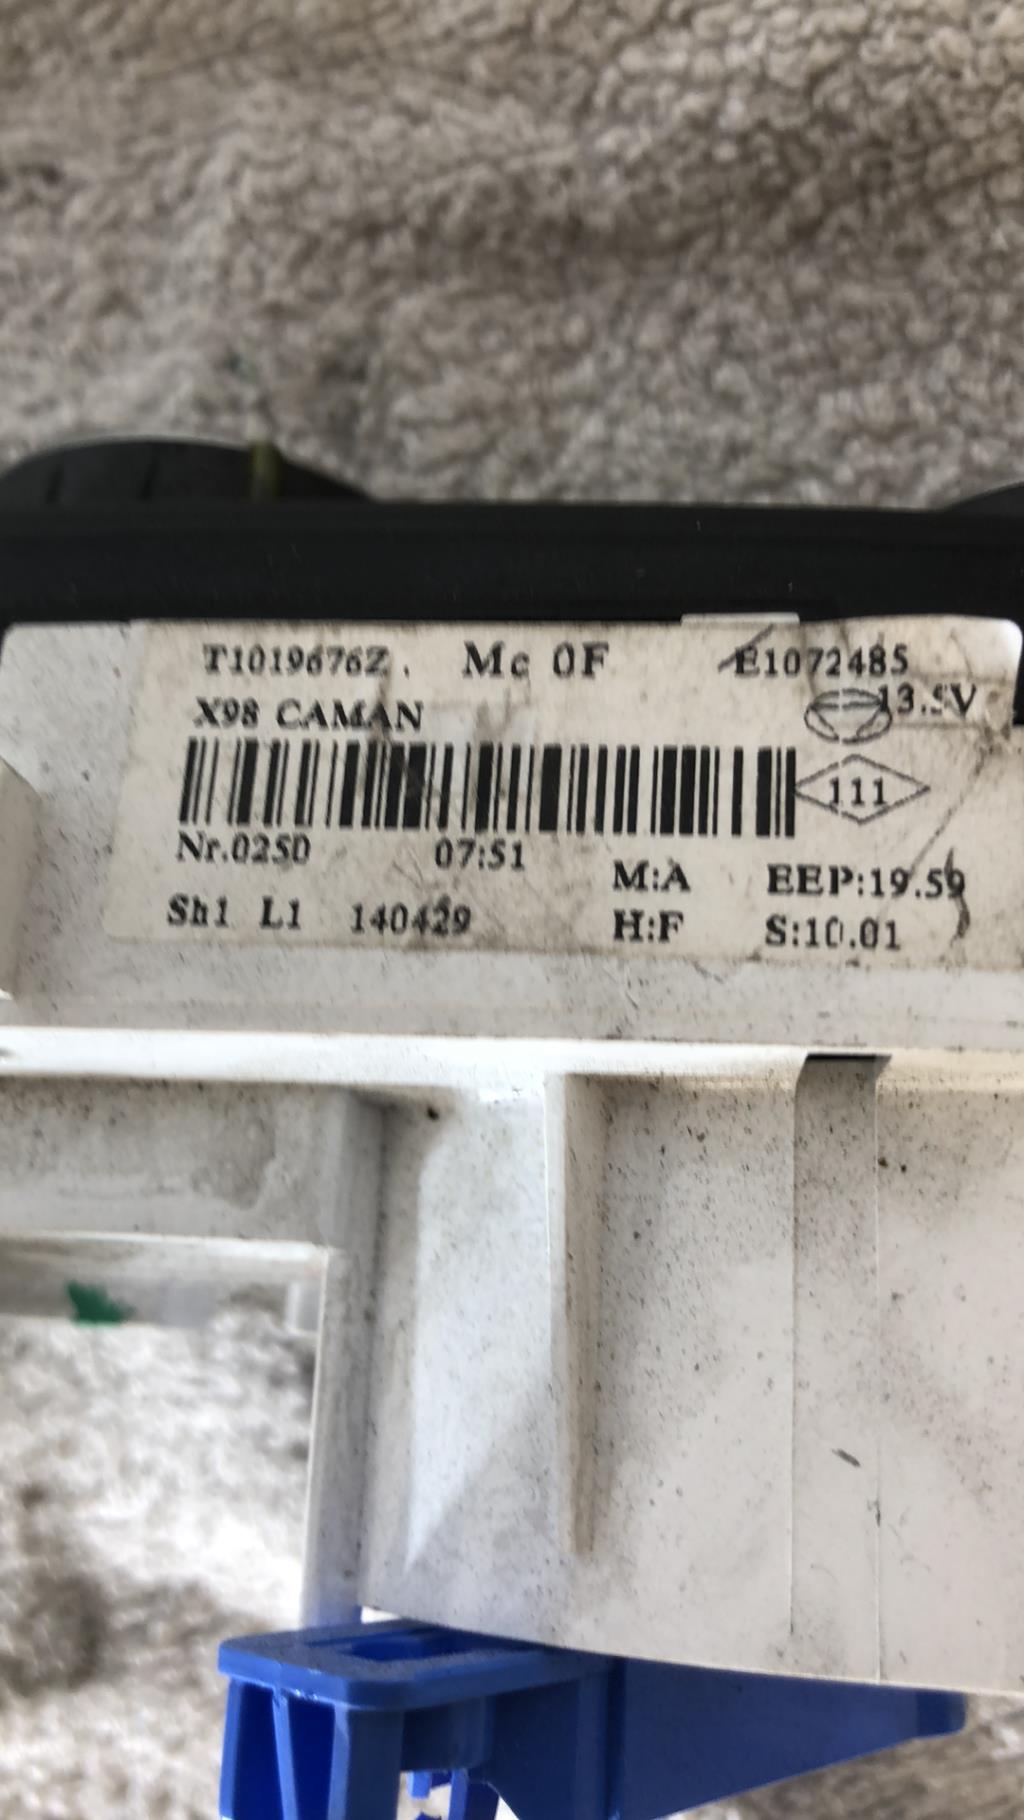 T1019676Z. Mc 0F E1072485
X98 CAMAN 13.5V
111
Nr.0250 07:51
M:A EEP:19.59
Sh1 L1 140429 H:F S:10.01